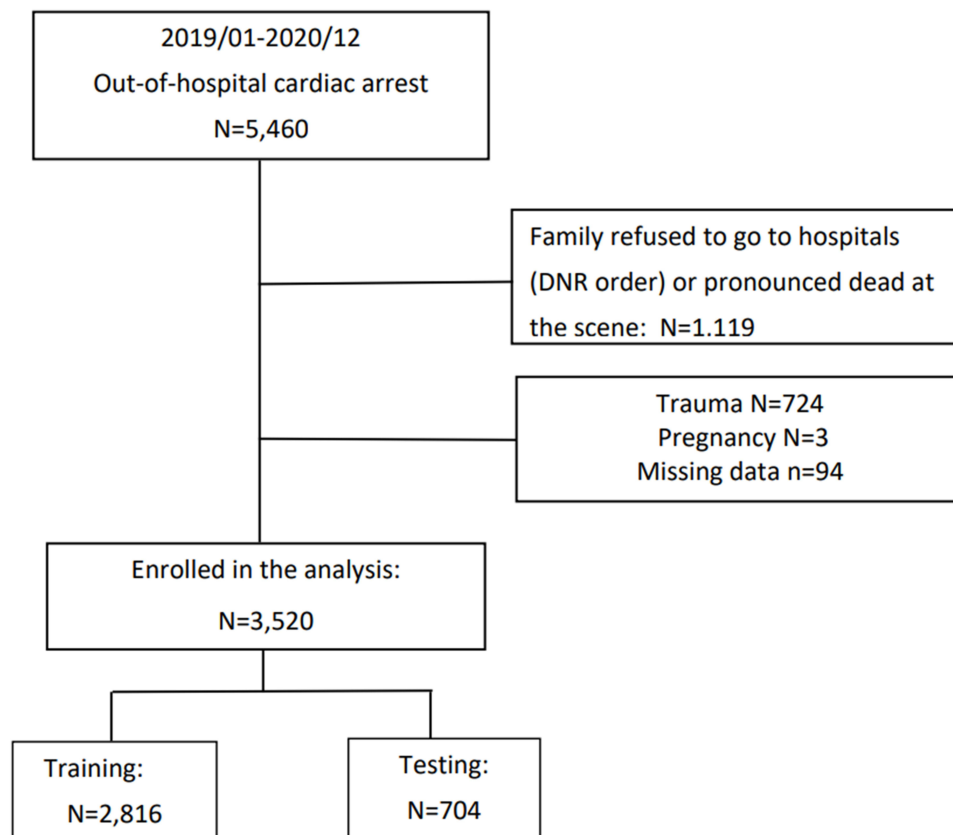 2019/01-2020/12
Out-of-hospital cardiac arrest
N=5,460
Family refused to go to hospitals
(DNR order) or pronounced dead at
the scene:  N=1.119
Trauma N=724
Pregnancy N=3
Missing data n=94
Enrolled in the analysis:
N=3,520
Training:
N=2,816
Testing:
N=704